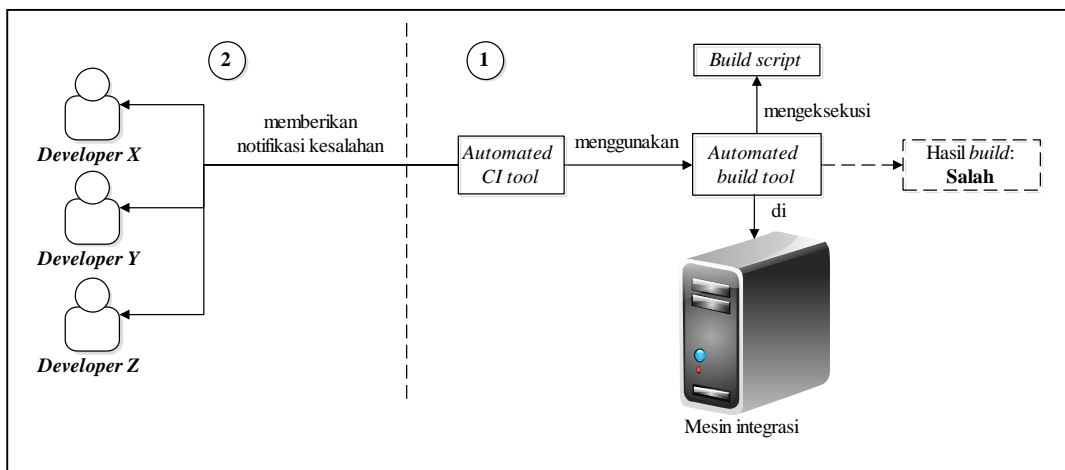 2
1
Build script
mengeksekusi
memberikan
notifikasi kesalahan
Automated
CI tool
menggunakan
Automated
build tool
Hasil build:
Salah
di
Developer X
Developer Y
Developer Z
Mesin integrasi